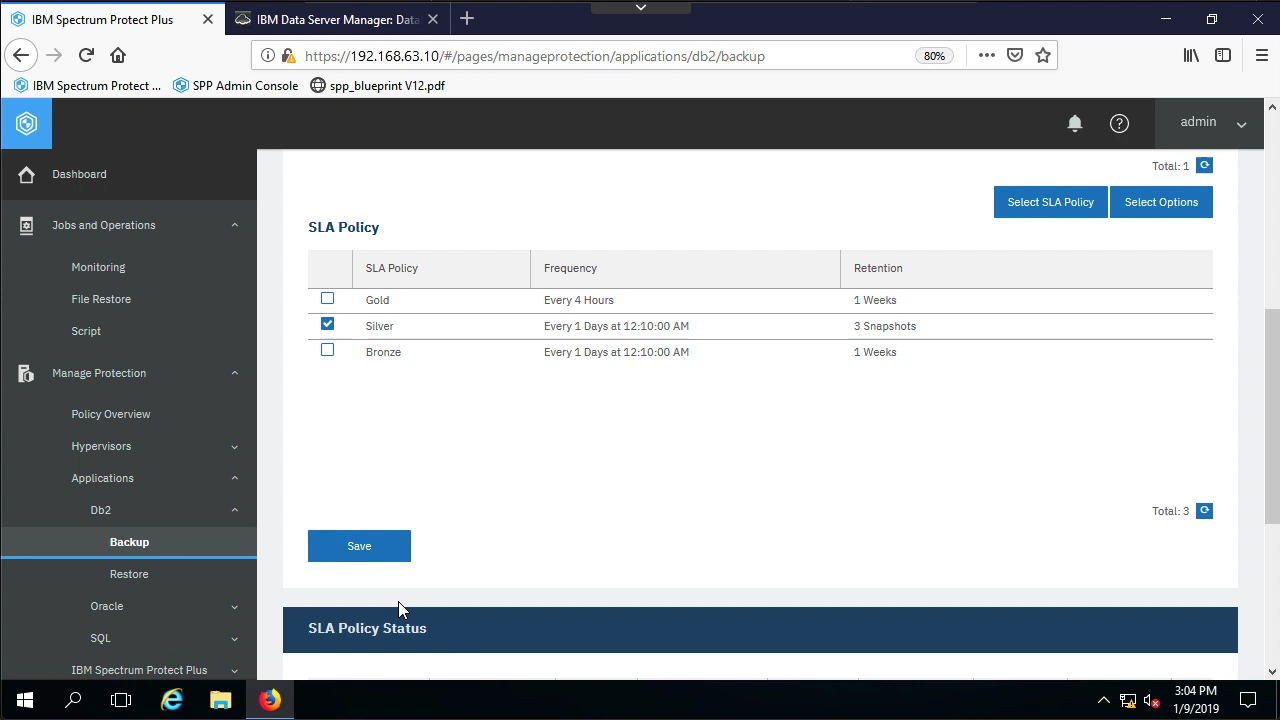 IBM Spectrum Protect Plus
IBM Data Server Manager: Data
https://192.168.63.10/#/pages/manageprotection/applications/db2/backup
80%
IBM Spectrum Protect ...
SPP Admin Console
spp_blueprint V12.pdf
admin
Dashboard
Jobs and Operations
Monitoring
File Restore
Script
Manage Protection
Policy Overview
Hypervisors
Applications
Db2
Backup
Restore
Oracle
SQL
IBM Spectrum Protect Plus
Total: 1
Select SLA Policy
Select Options
SLA Policy
SLA Policy Frequency Retention
Gold Every 4 Hours 1 Weeks
Silver Every 1 Days at 12:10:00 AM 3 Snapshots
Bronze Every 1 Days at 12:10:00 AM 1 Weeks
Total: 3
Save
SLA Policy Status
3:04 PM
1/9/2019